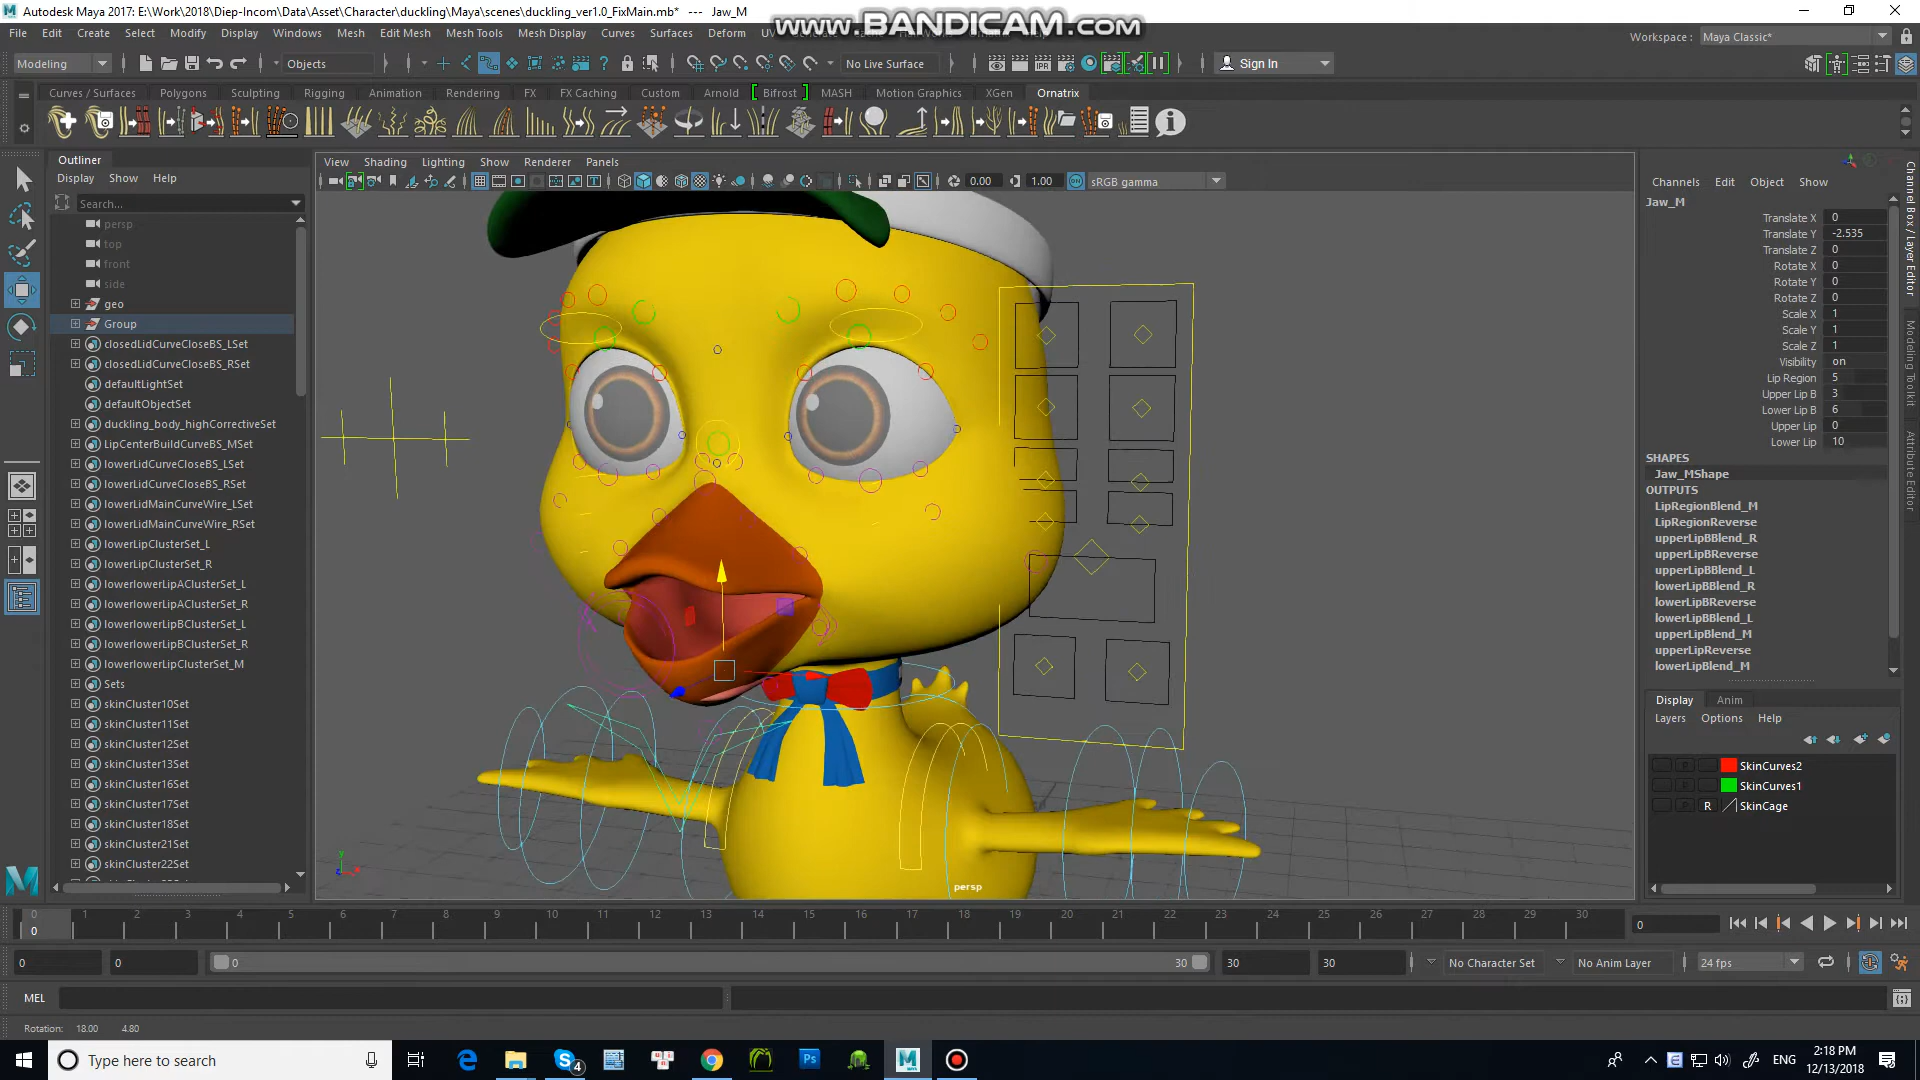 Autodesk Maya 2017: E:\Work\2018\Diep-Incom\Data\Asset\Character\duckling\Maya\scenes\duckling_ver1.0_FixMain.mb* --- Jaw_M
www.BANDICAM.com
File Edit Create Select Modify Display Windows Mesh Edit Mesh Mesh Tools Mesh Display Curves Surfaces Deform
Workspace : Maya Classic*
Modeling Objects No Live Surface Sign In
Curves / Surfaces Polygons Sculpting Rigging Animation Rendering FX FX Caching Custom Arnold Bifrost MASH Motion Graphics XGen Ornatrix
Outliner
Display Show Help
Search...
persp
top
front
side
geo
Group
closedLidCurveCloseBS_LSet
closedLidCurveCloseBS_RSet
defaultLightSet
defaultObjectSet
duckling_body_highCorrectiveSet
LipCenterBuildCurveBS_MSet
lowerLidCurveCloseBS_LSet
lowerLidCurveCloseBS_RSet
lowerLidMainCurveWire_LSet
lowerLidMainCurveWire_RSet
lowerLipClusterSet_L
lowerLipClusterSet_R
lowerlowerLipAClusterSet_L
lowerlowerLipAClusterSet_R
lowerlowerLipBClusterSet_L
lowerlowerLipBClusterSet_R
lowerlowerLipClusterSet_M
Sets
skinCluster10Set
skinCluster11Set
skinCluster12Set
skinCluster13Set
skinCluster16Set
skinCluster17Set
skinCluster18Set
skinCluster21Set
skinCluster22Set
View Shading Lighting Show Renderer Panels
0.00 1.00 sRGB gamma
persp
Channels Edit Object Show
Jaw_M
Translate X 0
Translate Y -2.535
Translate Z 0
Rotate X 0
Rotate Y 0
Rotate Z 0
Scale X 1
Scale Y 1
Scale Z 1
Visibility on
Lip Region 5
Upper Lip B 3
Lower Lip B 6
Upper Lip 0
Lower Lip 10
SHAPES
Jaw_MShape
OUTPUTS
LipRegionBlend_M
LipRegionReverse
upperLipBBlend_R
upperLipBReverse
upperLipBBlend_L
lowerLipBBlend_R
lowerLipBReverse
lowerLipBBlend_L
upperLipBlend_M
upperLipReverse
lowerLipBlend_M
Channel Box / Layer Editor
Modeling Toolkit
Attribute Editor
Display Anim
Layers Options Help
SkinCurves2
SkinCurves1
R SkinCage
0 1 2 3 4 5 6 7 8 9 10 11 12 13 14 15 16 17 18 19 20 21 22 23 24 25 26 27 28 29 30
0 0
0 0 0 30 30 30 No Character Set No Anim Layer 24 fps
MEL
Rotation: 18.00 4.80
Type here to search
4
Ps
ENG
2:18 PM
12/13/2018